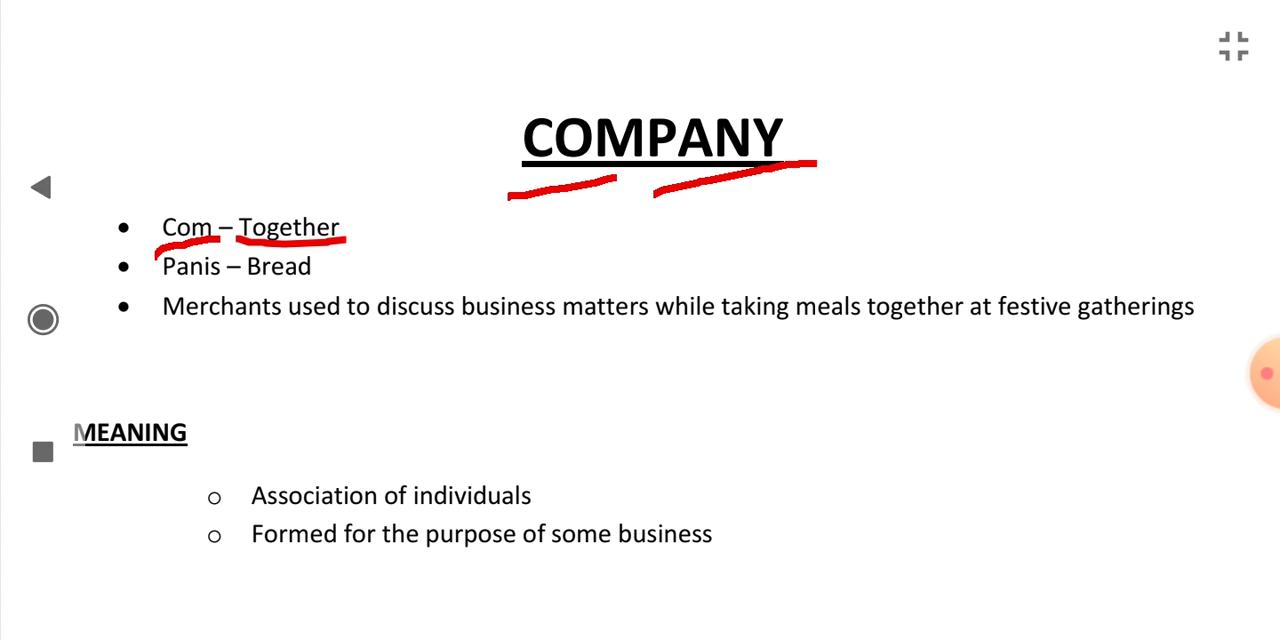 COMPANY
• Com – Together
• Panis – Bread
• Merchants used to discuss business matters while taking meals together at festive gatherings
MEANING
o Association of individuals
o Formed for the purpose of some business